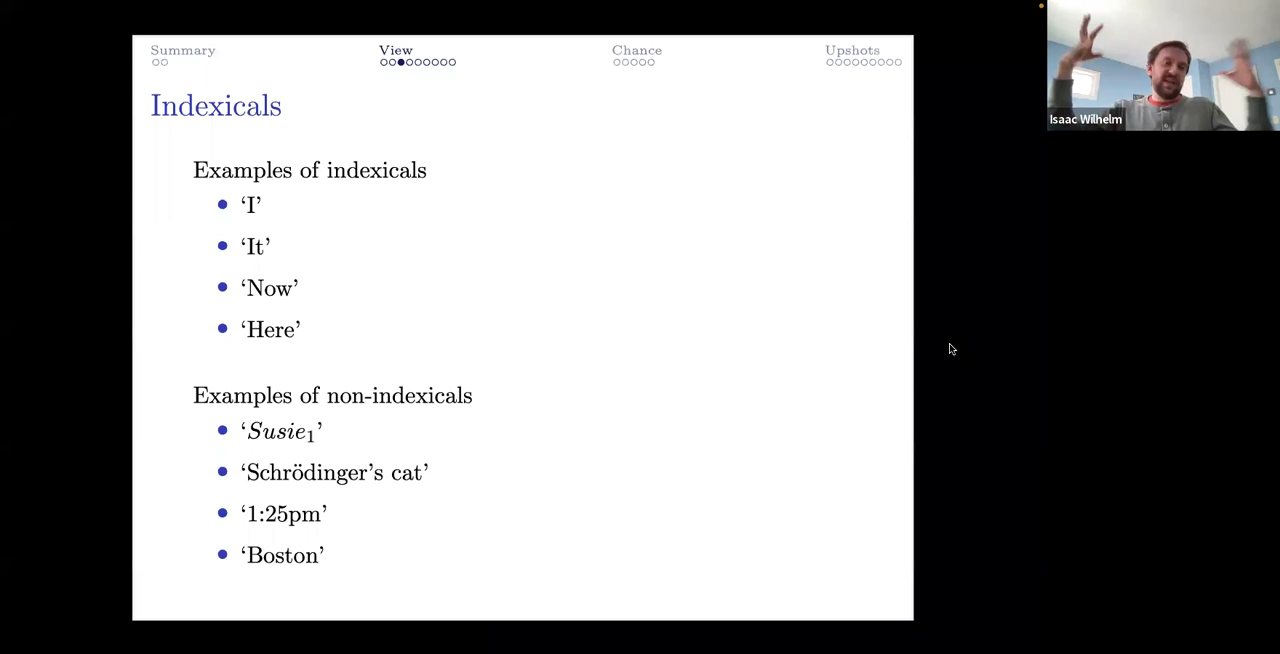 Summary View Chance Upshots
Indexicals
Examples of indexicals
‘I’
‘It’
‘Now’
‘Here’
Examples of non-indexicals
‘Susie₁’
‘Schrödinger’s cat’
‘1:25pm’
‘Boston’
Isaac Wilhelm